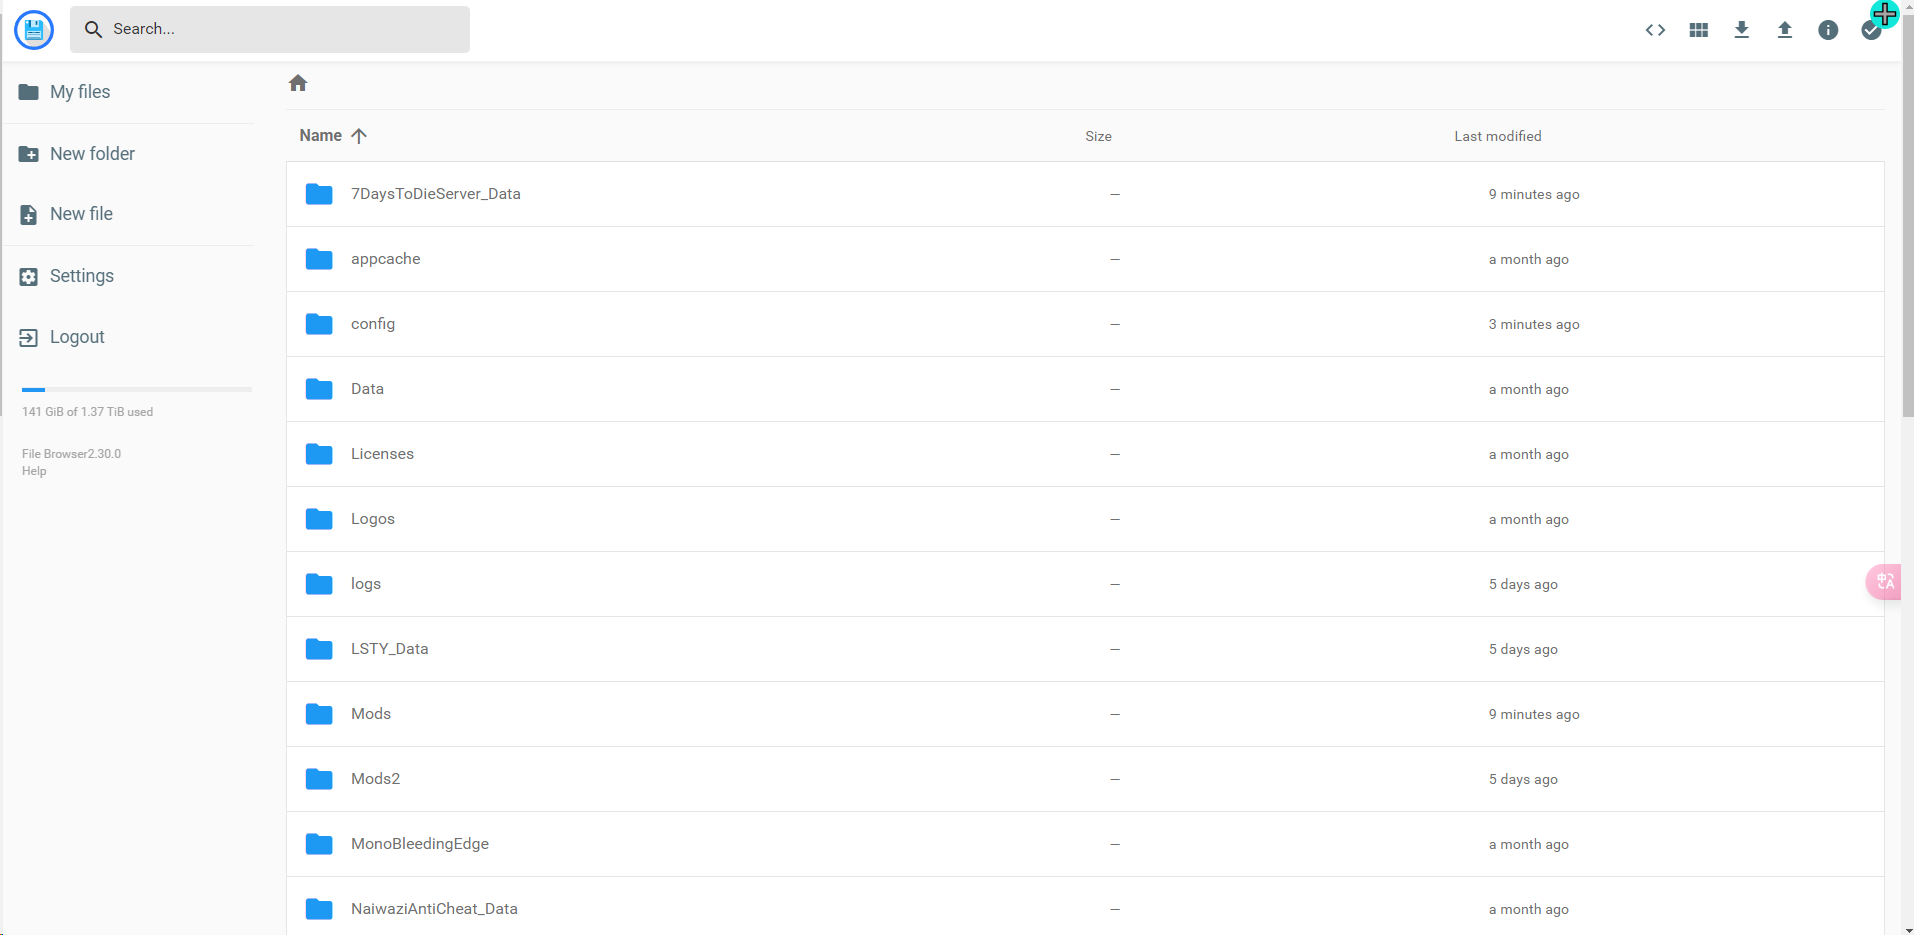 Search...
My files
New folder
New file
Settings
Logout
141 GiB of 1.37 TiB used
File Browser2.30.0
Help
Name Size Last modified
7DaysToDieServer_Data — 9 minutes ago
appcache — a month ago
config — 3 minutes ago
Data — a month ago
Licenses — a month ago
Logos — a month ago
logs — 5 days ago
LSTY_Data — 5 days ago
Mods — 9 minutes ago
Mods2 — 5 days ago
MonoBleedingEdge — a month ago
NaiwaziAntiCheat_Data — a month ago
中A